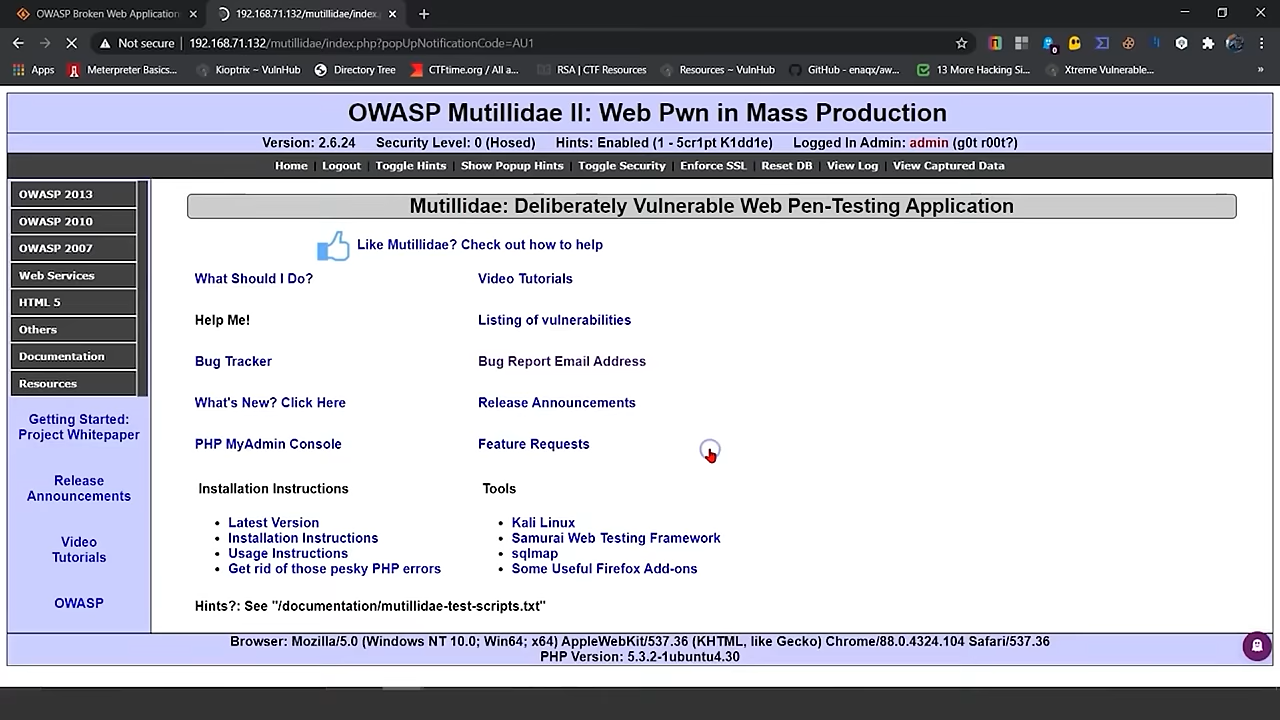 OWASP Broken Web Application
192.168.71.132/mutillidae/index.
Not secure
192.168.71.132/mutillidae/index.php?popUpNotificationCode=AU1
Apps
Meterpreter Basics...
Kioptrix ~ VulnHub
Directory Tree
CTFtime.org / All a...
RSA | CTF Resources
Resources ~ VulnHub
GitHub - enaqx/aw...
13 More Hacking Si...
Xtreme Vulnerable...
»
OWASP Mutillidae II: Web Pwn in Mass Production
Version: 2.6.24 Security Level: 0 (Hosed) Hints: Enabled (1 - 5cr1pt K1dd1e) Logged In Admin: admin (g0t r00t?)
Home | Logout | Toggle Hints | Show Popup Hints | Toggle Security | Enforce SSL | Reset DB | View Log | View Captured Data
OWASP 2013
OWASP 2010
OWASP 2007
Web Services
HTML 5
Others
Documentation
Resources
Getting Started:
Project Whitepaper
Release
Announcements
Video
Tutorials
OWASP
Mutillidae: Deliberately Vulnerable Web Pen-Testing Application
Like Mutillidae? Check out how to help
What Should I Do?
Video Tutorials
Help Me!
Listing of vulnerabilities
Bug Tracker
Bug Report Email Address
What's New? Click Here
Release Announcements
PHP MyAdmin Console
Feature Requests
Installation Instructions
• Latest Version
• Installation Instructions
• Usage Instructions
• Get rid of those pesky PHP errors
Tools
• Kali Linux
• Samurai Web Testing Framework
• sqlmap
• Some Useful Firefox Add-ons
Hints?: See "/documentation/mutillidae-test-scripts.txt"
Browser: Mozilla/5.0 (Windows NT 10.0; Win64; x64) AppleWebKit/537.36 (KHTML, like Gecko) Chrome/88.0.4324.104 Safari/537.36
PHP Version: 5.3.2-1ubuntu4.30